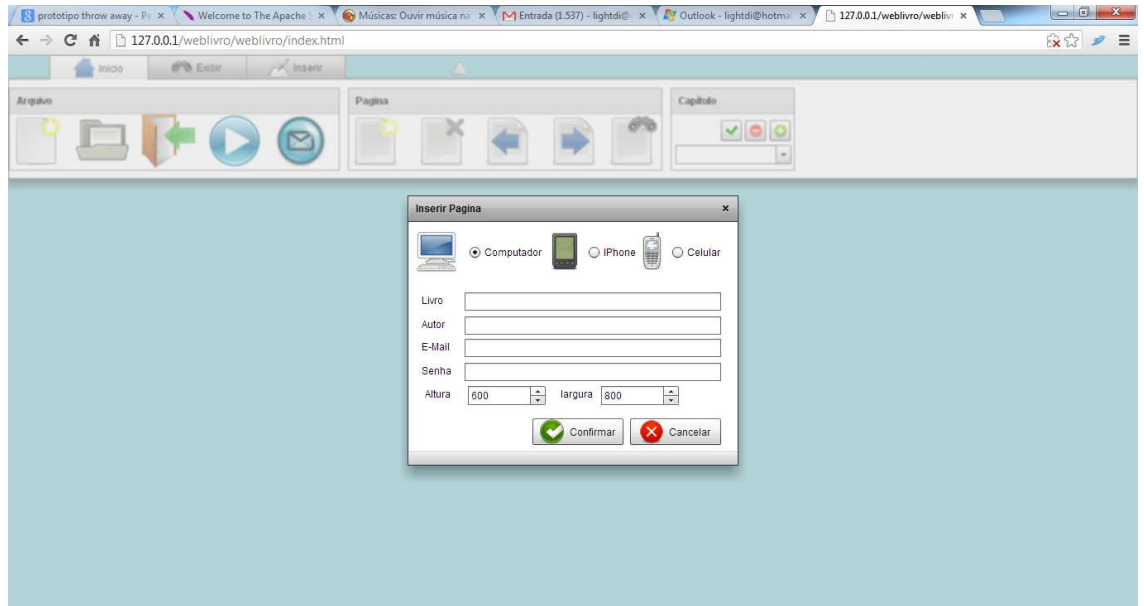 prototipo throw away - Pe
Welcome to The Apache
Músicas: Ouvir música na
Entrada (1.537) - lightdi@
Outlook - lightdi@hotma
127.0.0.1/weblivro/webliv
127.0.0.1/weblivro/weblivro/index.html
Inicio
Exibir
Inserir
Arquivo
Pagina
Capitulo
Inserir Pagina
Computador
IPhone
Celular
Livro
Autor
E-Mail
Senha
Altura 600 largura 800
Confirmar
Cancelar